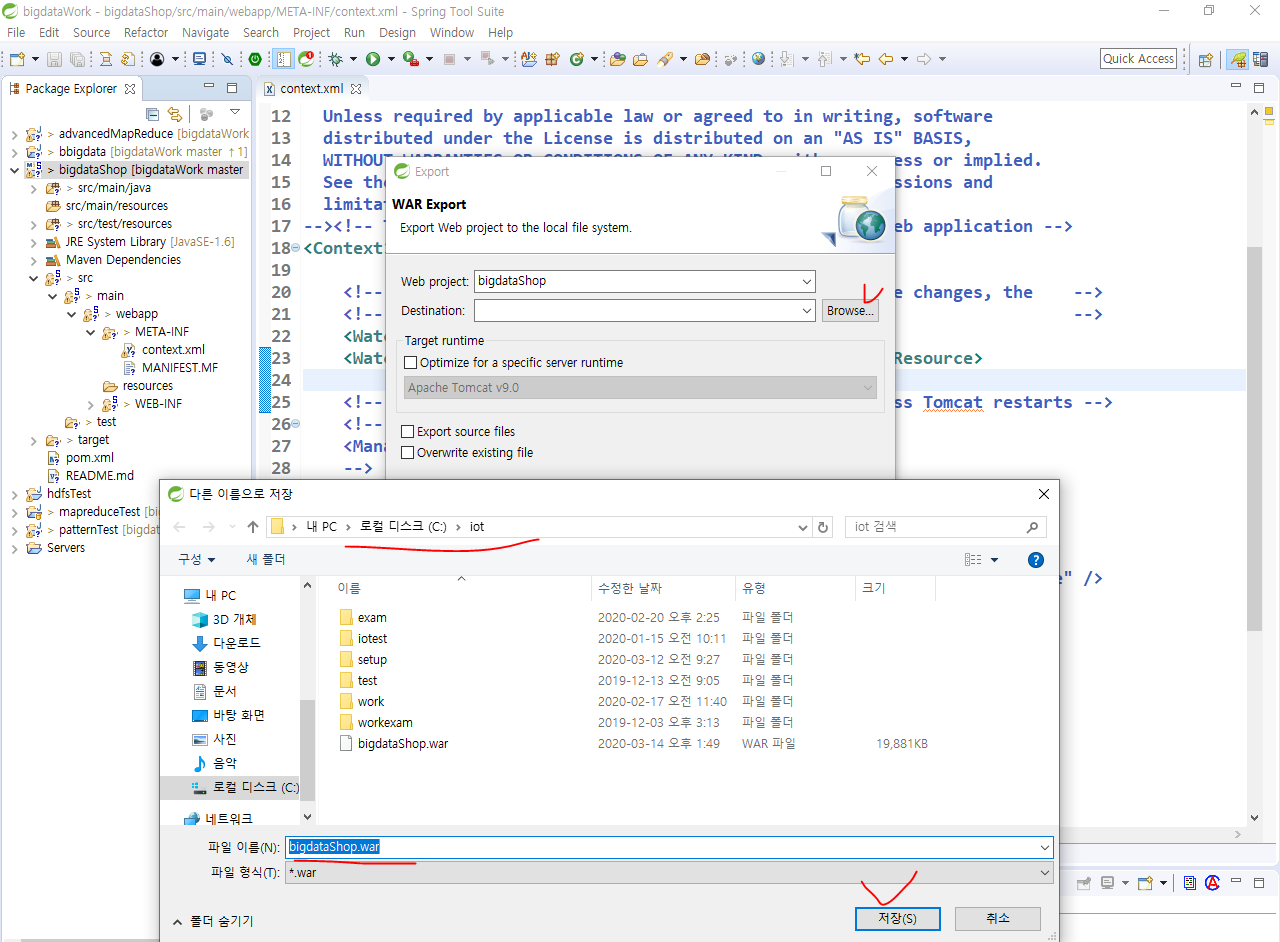 bigdataWork - bigdataShop/src/main/webapp/META-INF/context.xml - Spring Tool Suite
File Edit Source Refactor Navigate Search Project Run Design Window Help
Quick Access
Package Explorer
context.xml
> advancedMapReduce [bigdataWork
> bbigdata [bigdataWork master ↑1]
> bigdataShop [bigdataWork master
> src/main/java
src/main/resources
> src/test/resources
JRE System Library [JavaSE-1.6]
Maven Dependencies
> src
> main
> webapp
> META-INF
context.xml
MANIFEST.MF
resources
> WEB-INF
> test
> target
pom.xml
README.md
hdfsTest
> mapreduceTest [big
> patternTest [bigdat
Servers
12 Unless required by applicable law or agreed to in writing, software
13 distributed under the License is distributed on an "AS IS" BASIS,
14 WITHOUT WARRANTIES OR CONDITIONS OF ANY KIND, ess or implied.
15 See the ssions and
16 limitat
17 --><!-- eb application -->
18 <Context
19
20 <!-- e changes, the -->
21 <!-- -->
22 <Wat
23 <Wat Resource>
24
25 <!-- ss Tomcat restarts -->
26 <!--
27 <Mana
28 -->
e" />
Export
WAR Export
Export Web project to the local file system.
Web project: bigdataShop
Destination: Browse...
Target runtime
Optimize for a specific server runtime
Apache Tomcat v9.0
Export source files
Overwrite existing file
다른 이름으로 저장
내 PC > 로컬 디스크 (C:) > iot
iot 검색
구성 새 폴더
내 PC
3D 개체
다운로드
동영상
문서
바탕 화면
사진
음악
로컬 디스크 (C:)
네트워크
이름 수정한 날짜 유형 크기
exam 2020-02-20 오후 2:25 파일 폴더
iotest 2020-01-15 오전 10:11 파일 폴더
setup 2020-03-12 오전 9:27 파일 폴더
test 2019-12-13 오전 9:05 파일 폴더
work 2020-02-17 오전 11:40 파일 폴더
workexam 2019-12-03 오후 3:13 파일 폴더
bigdataShop.war 2020-03-14 오후 1:49 WAR 파일 19,881KB
파일 이름(N): bigdataShop.war
파일 형식(T): *.war
폴더 숨기기
저장(S) 취소